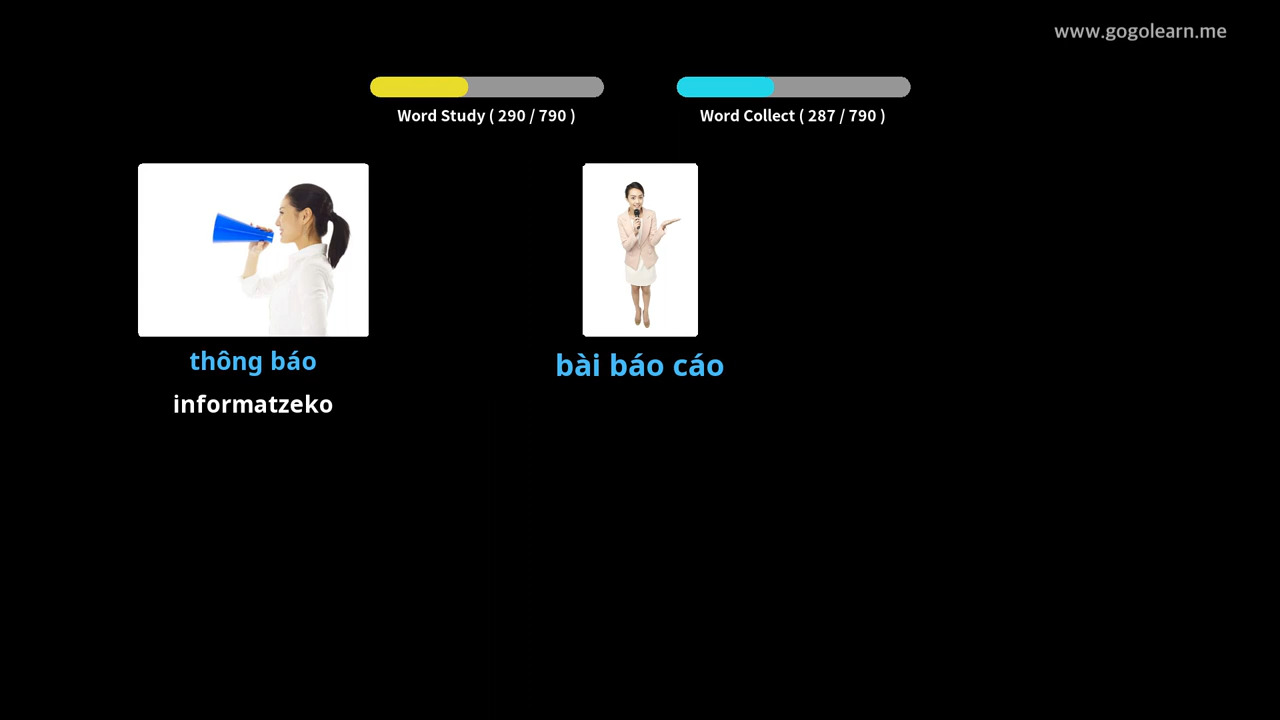 www.gogolearn.me
Word Study ( 290 / 790 )
Word Collect ( 287 / 790 )
thông báo
informatzeko
bài báo cáo